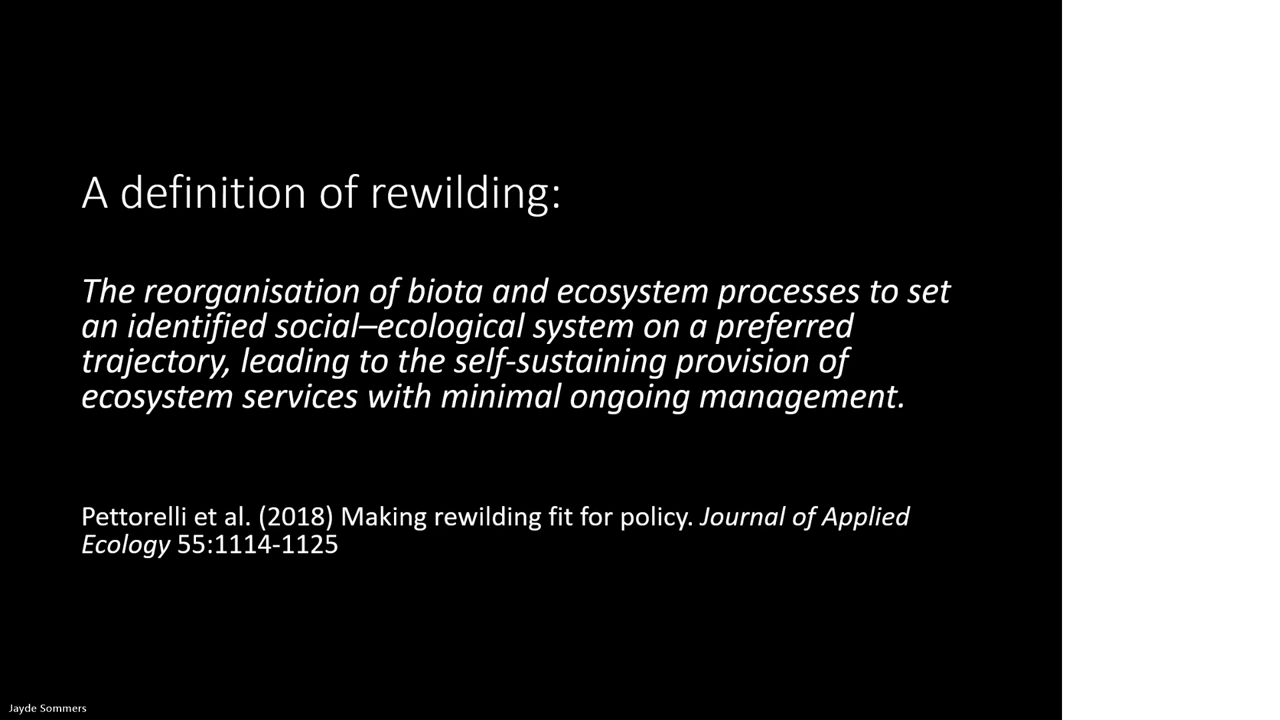 A definition of rewilding:
The reorganisation of biota and ecosystem processes to set
an identified social–ecological system on a preferred
trajectory, leading to the self-sustaining provision of
ecosystem services with minimal ongoing management.
Pettorelli et al. (2018) Making rewilding fit for policy. Journal of Applied
Ecology 55:1114-1125
Jayde Sommers